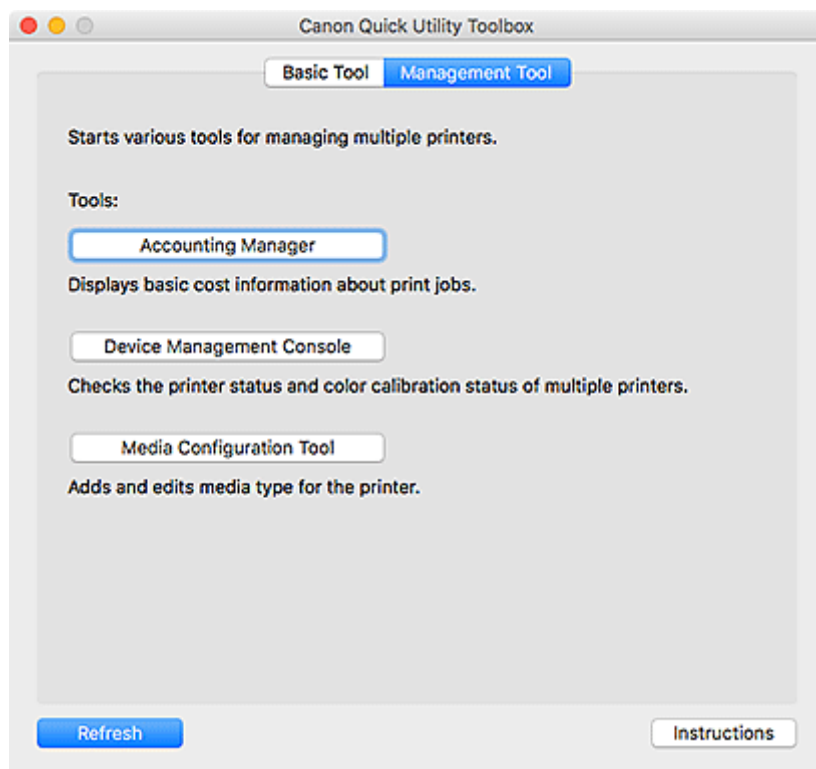 Canon Quick Utility Toolbox
Basic Tool Management Tool
Starts various tools for managing multiple printers.
Tools:
Accounting Manager
Displays basic cost information about print jobs.
Device Management Console
Checks the printer status and color calibration status of multiple printers.
Media Configuration Tool
Adds and edits media type for the printer.
Refresh Instructions